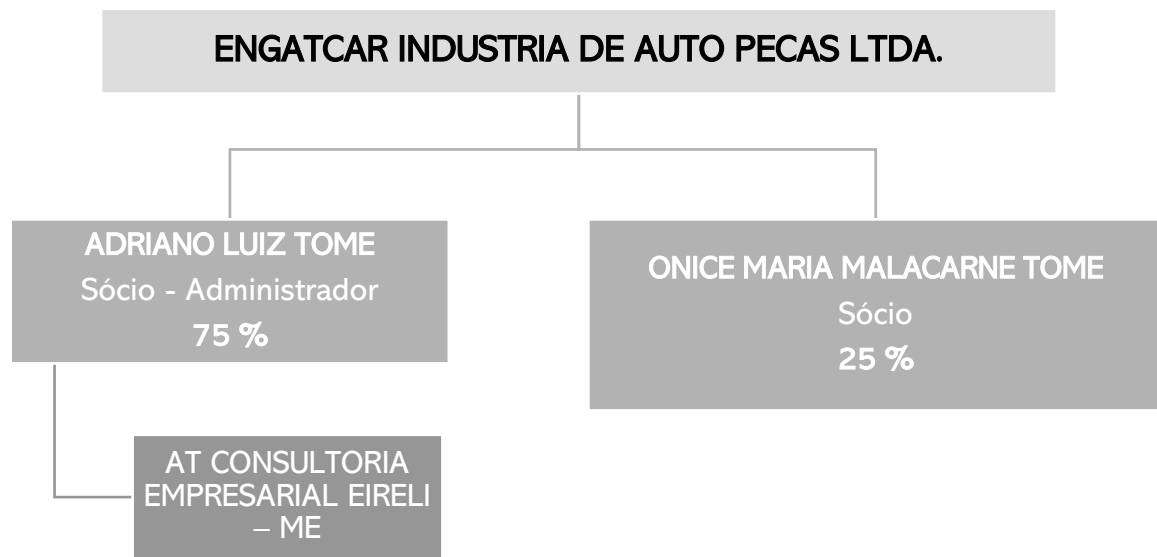 ENGATCAR INDUSTRIA DE AUTO PECAS LTDA.
ADRIANO LUIZ TOME
Sócio - Administrador
75 %
ONICE MARIA MALACARNE TOME
Sócio
25 %
AT CONSULTORIA
EMPRESARIAL EIRELI
– ME